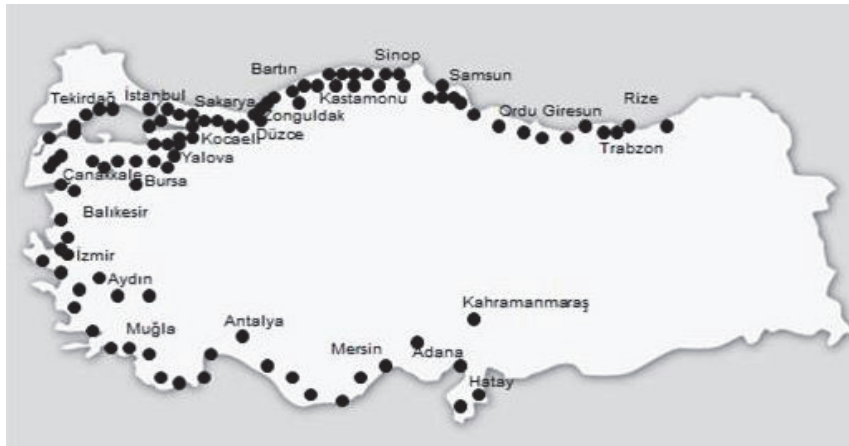 Sinop
Bartın
Samsun
Tekirdağ
İstanbul
Sakarya
Kastamonu
Rize
Zonguldak
Ordu Giresun
Kocaeli
Düzce
Trabzon
Yalova
Çanakkale
Bursa
Balıkesir
İzmir
Aydın
Kahramanmaraş
Muğla
Antalya
Mersin
Adana
Hatay